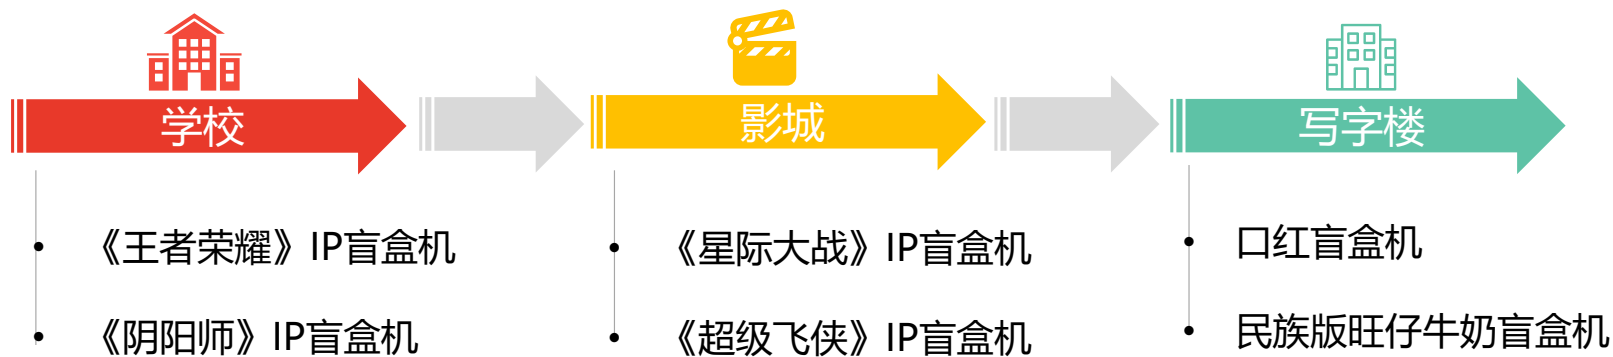 学校
影城
写字楼
• 《王者荣耀》IP盲盒机
• 《阴阳师》IP盲盒机
• 《星际大战》IP盲盒机
• 《超级飞侠》IP盲盒机
• 口红盲盒机
• 民族版旺仔牛奶盲盒机